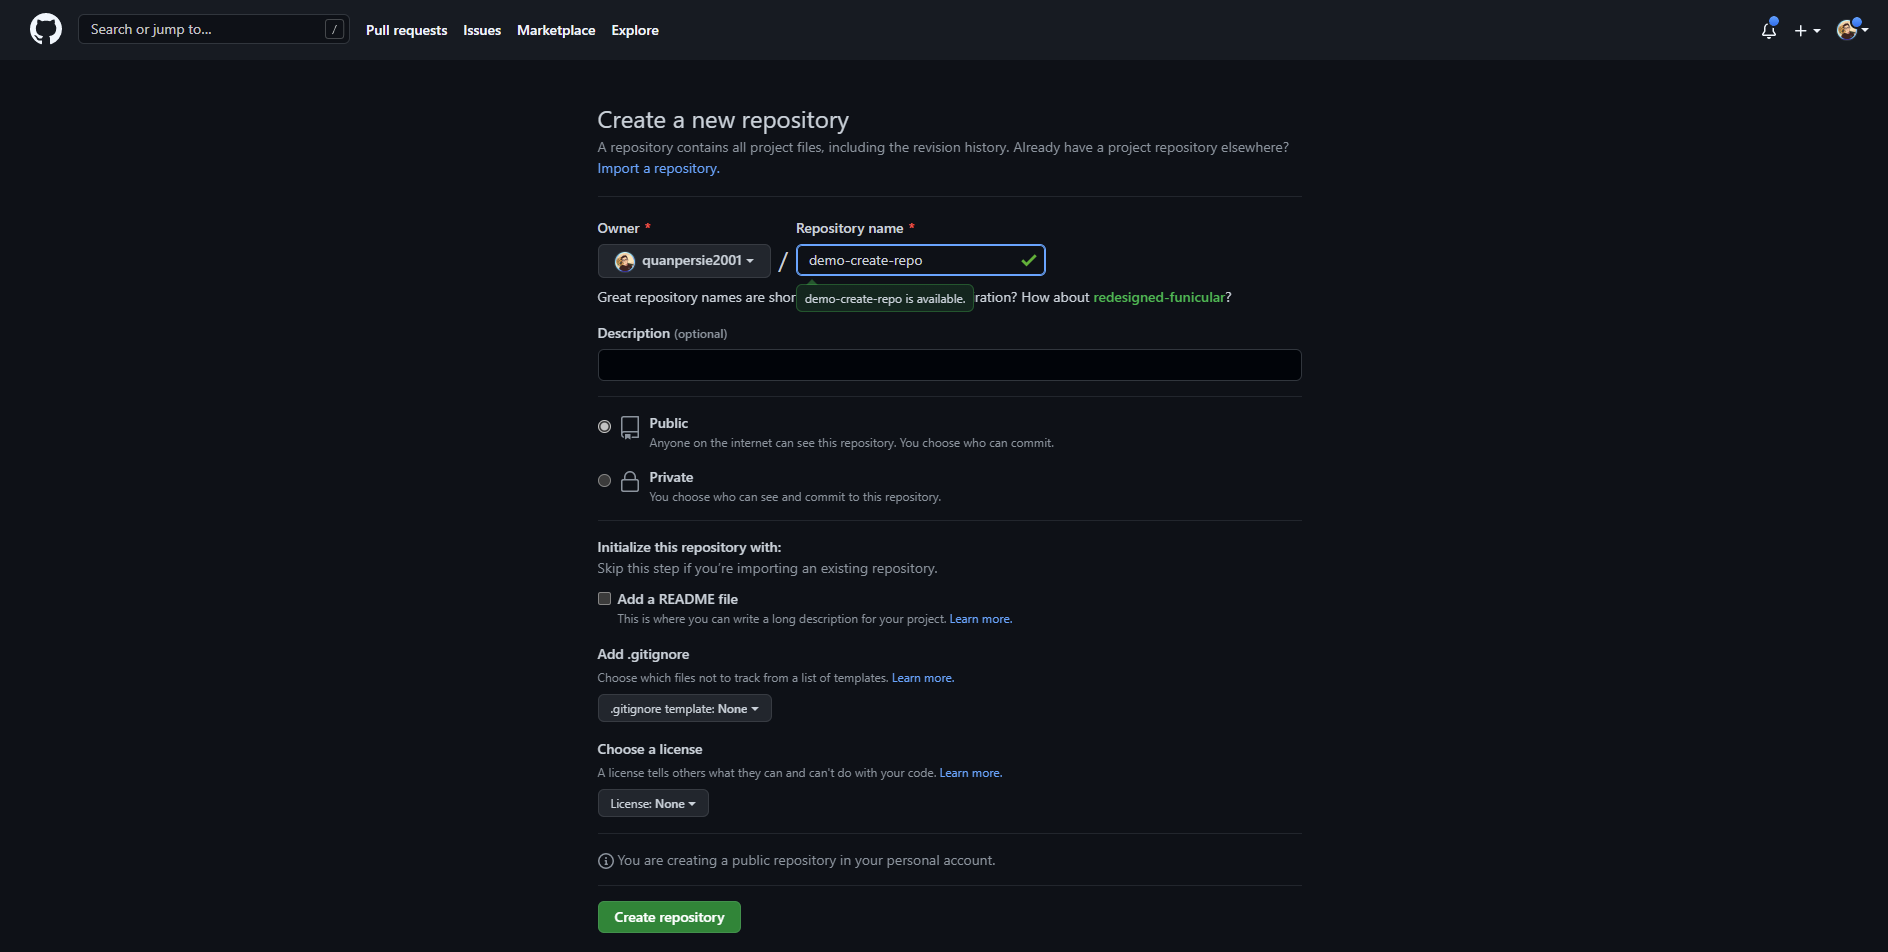 Search or jump to...
/
Pull requests
Issues
Marketplace
Explore
Create a new repository
A repository contains all project files, including the revision history. Already have a project repository elsewhere?
Import a repository.
Owner *
Repository name *
quanpersie2001
/
demo-create-repo
Great repository names are shor
demo-create-repo is available.
ration? How about redesigned-funicular?
Description (optional)
Public
Anyone on the internet can see this repository. You choose who can commit.
Private
You choose who can see and commit to this repository.
Initialize this repository with:
Skip this step if you’re importing an existing repository.
Add a README file
This is where you can write a long description for your project. Learn more.
Add .gitignore
Choose which files not to track from a list of templates. Learn more.
.gitignore template: None
Choose a license
A license tells others what they can and can't do with your code. Learn more.
License: None
You are creating a public repository in your personal account.
Create repository